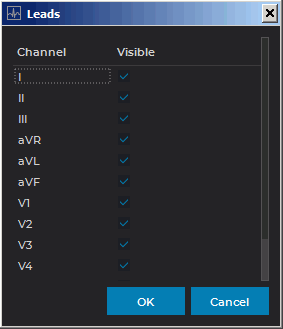 Leads
Channel Visible
I
II
III
aVR
aVL
aVF
V1
V2
V3
V4
OK Cancel